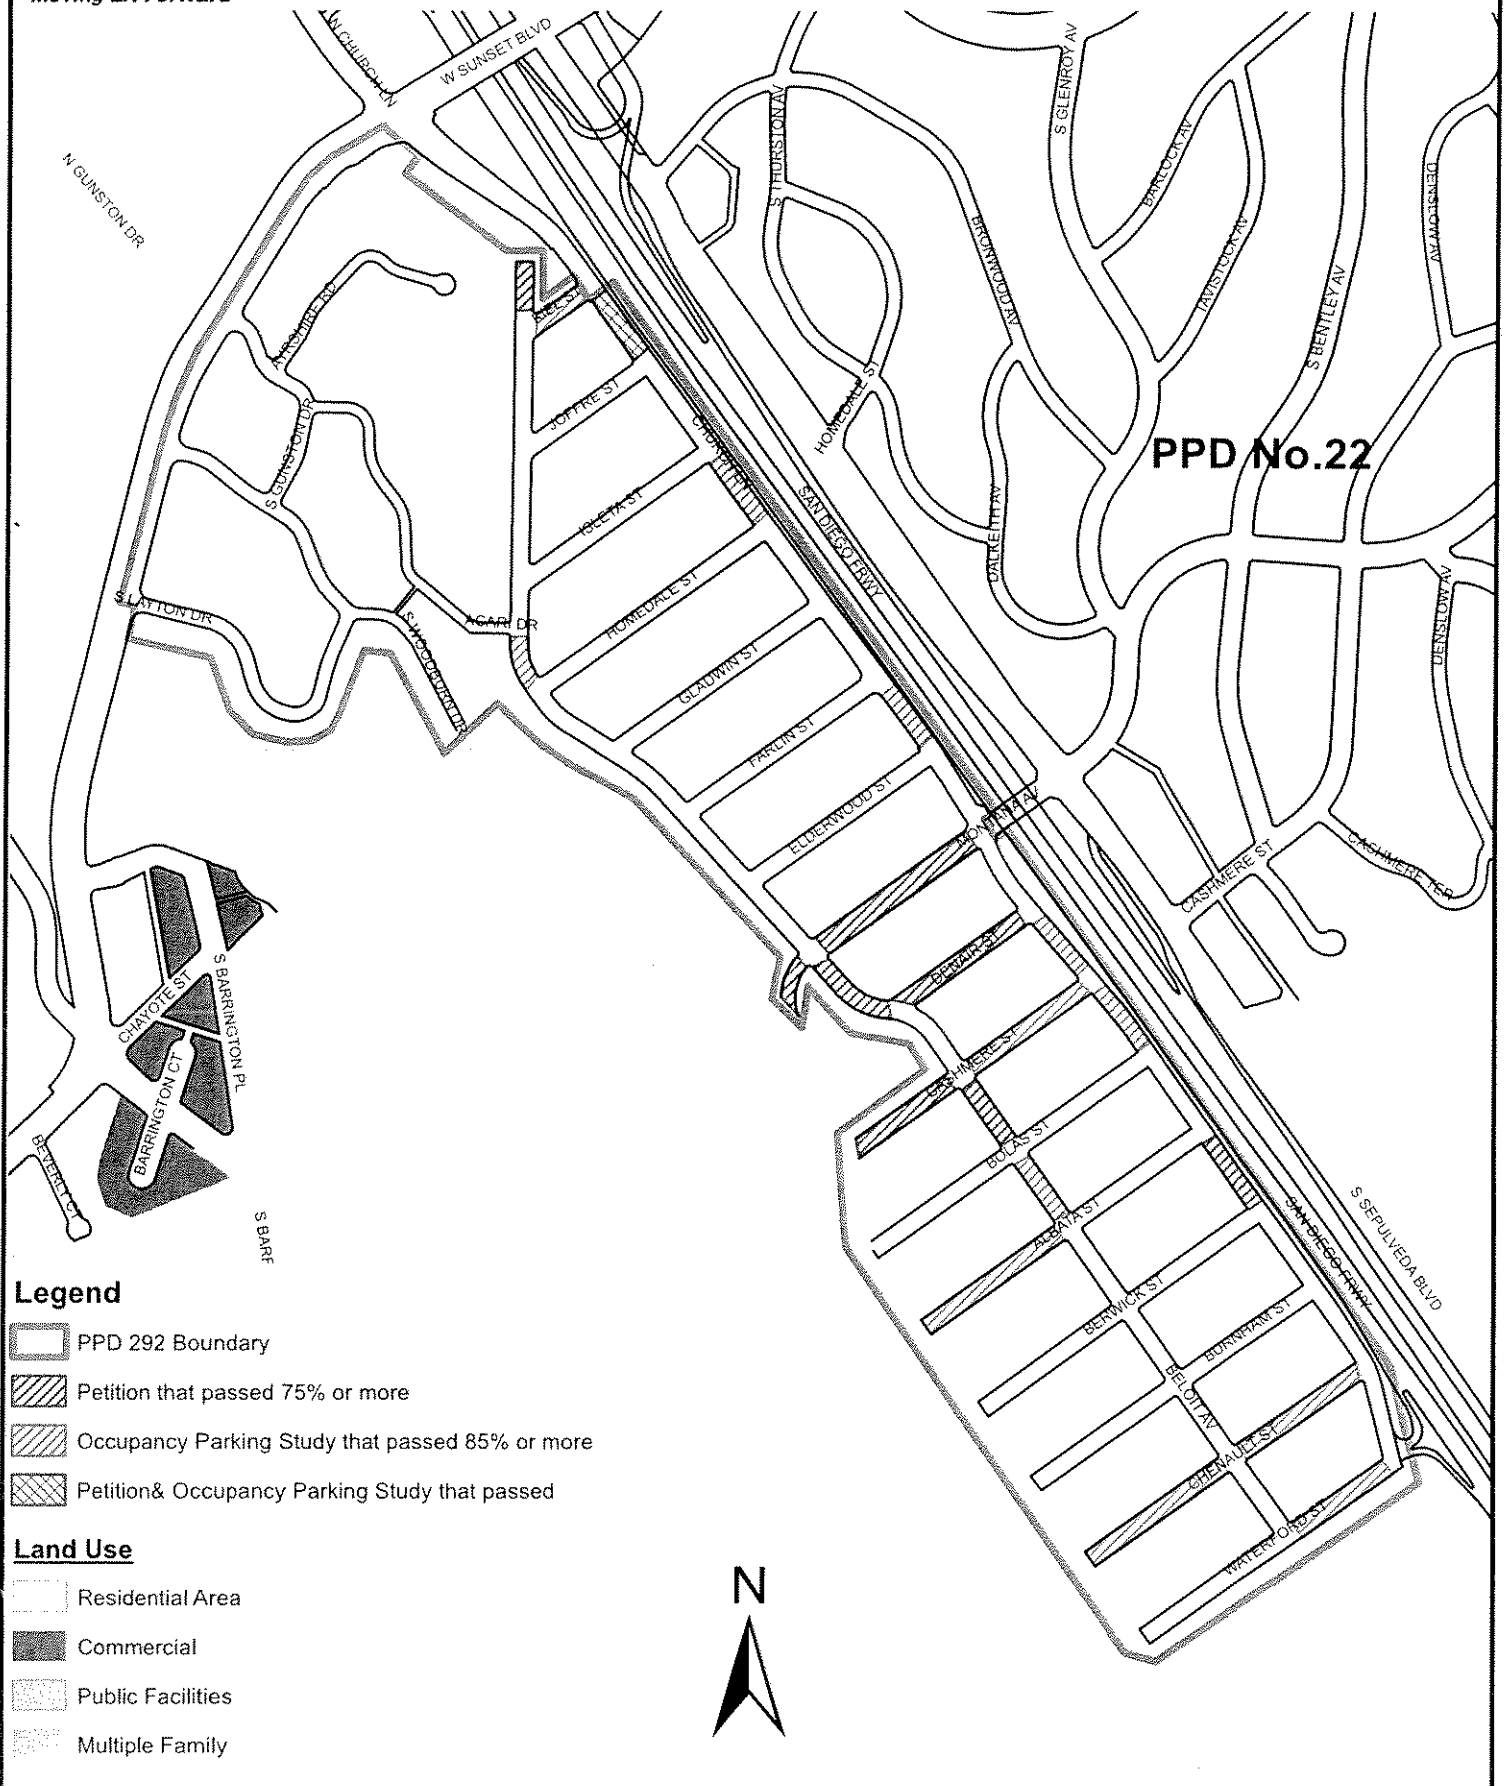 Moving LA Forward
N CHURCH LN
W SUNSET BLVD
S GLENROY AV
N GUNSTON DR
S THURSTON AV
BARLOCK AV
DENSLOW AV
BRONWOOD AV
TAVISTOCK AV
S BENTLEY AV
AYRSHIRE RD
KIEL ST
JOFFRE ST
HOMEDALE ST
S GUNSTON DR
CHURCH LN
PPD No.22
ISLETA ST
SAN DIEGO FRWY
DALKEITH AV
S LAYTON DR
AGARI DR
HOMEDALE ST
DENSLOW AV
S WOODBURN DR
GLADWIN ST
FARLIN ST
ELDERWOOD ST
MONTANA AV
CASHMERE ST
CASHMERE TER
S BARRINGTON PL
CHAYOTE ST
DENAIR ST
CASHMERE ST
BARRINGTON CT
BEVERLY CT
BOLAS ST
S BARR
ALBATA ST
SAN DIEGO FRWY
S SEPULVEDA BLVD
BERWICK ST
BURNHAM ST
BELOIT AV
CHENAULT ST
WATERFORD ST
Legend
PPD 292 Boundary
Petition that passed 75% or more
Occupancy Parking Study that passed 85% or more
Petition& Occupancy Parking Study that passed
Land Use
Residential Area
Commercial
Public Facilities
Multiple Family
N